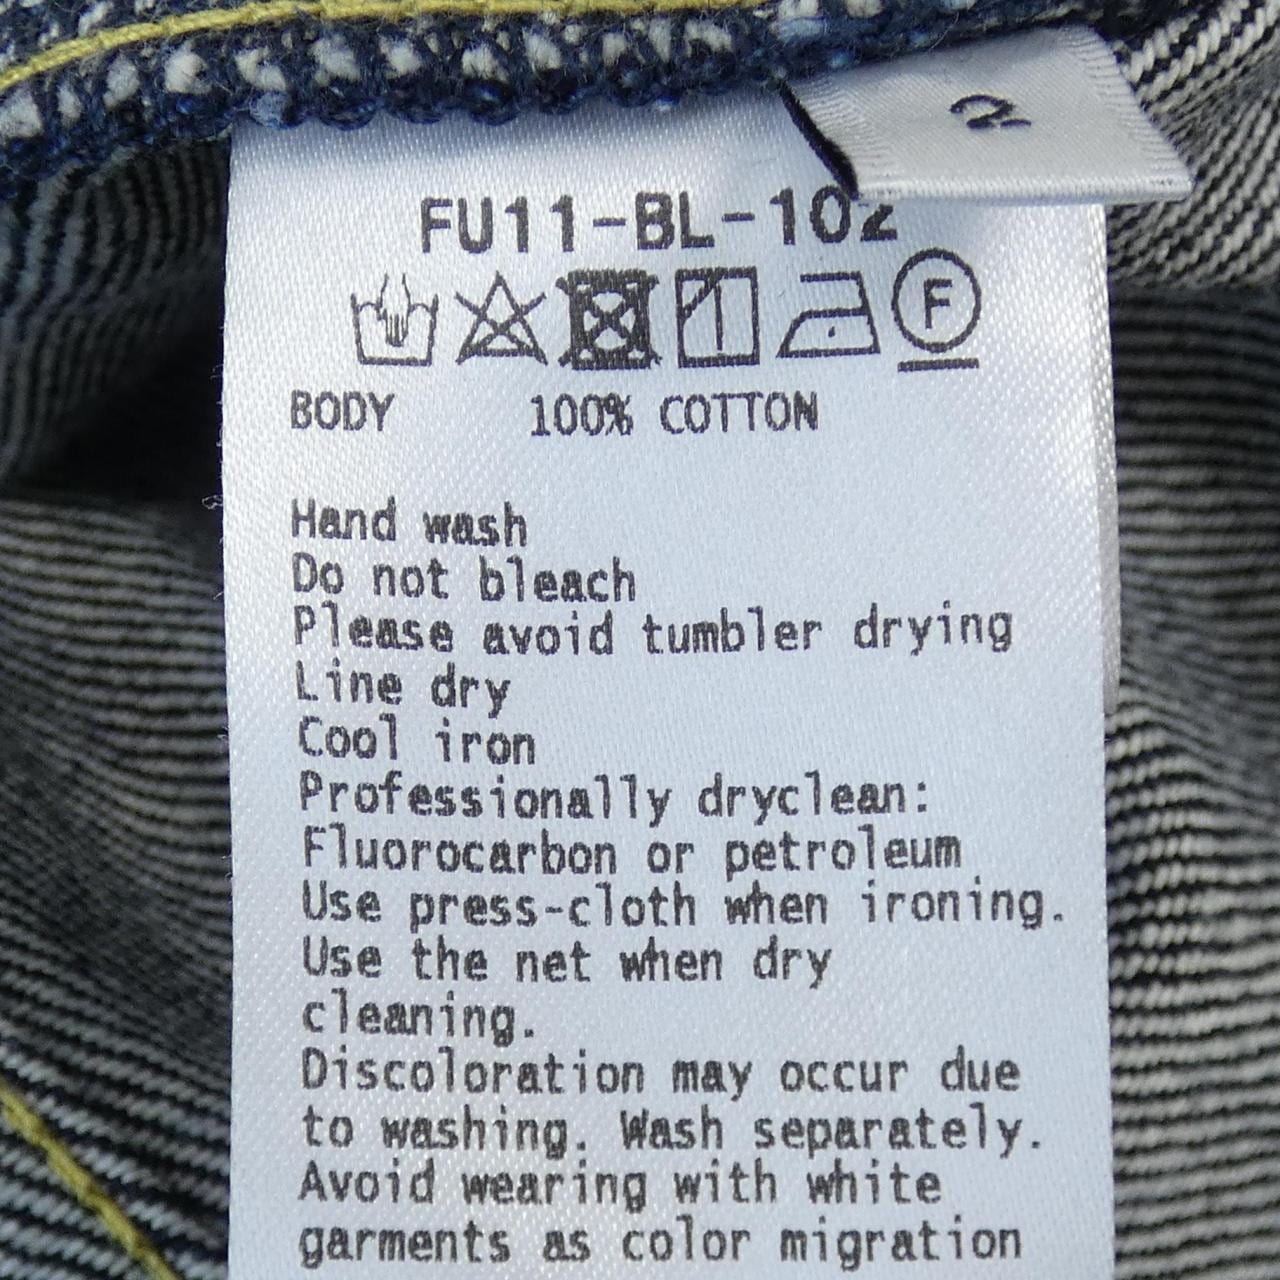 2
FU11-BL-102
F
BODY 100% COTTON
Hand wash
Do not bleach
Please avoid tumbler drying
Line dry
Cool iron
Professionally dryclean:
Fluorocarbon or petroleum
Use press-cloth when ironing.
Use the net when dry
cleaning.
Discoloration may occur due
to washing. Wash separately.
Avoid wearing with white
garments as color migration